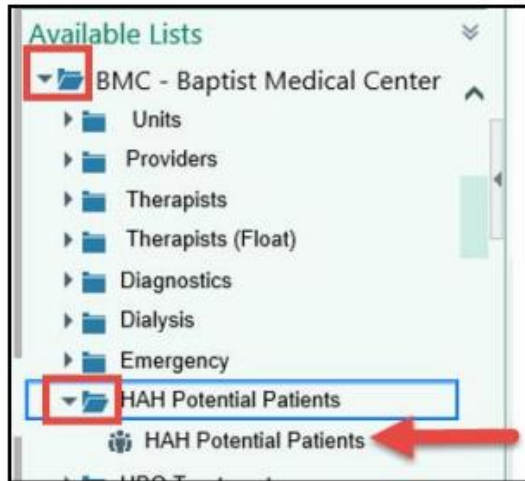 Available Lists
BMC - Baptist Medical Center
Units
Providers
Therapists
Therapists (Float)
Diagnostics
Dialysis
Emergency
HAH Potential Patients
HAH Potential Patients